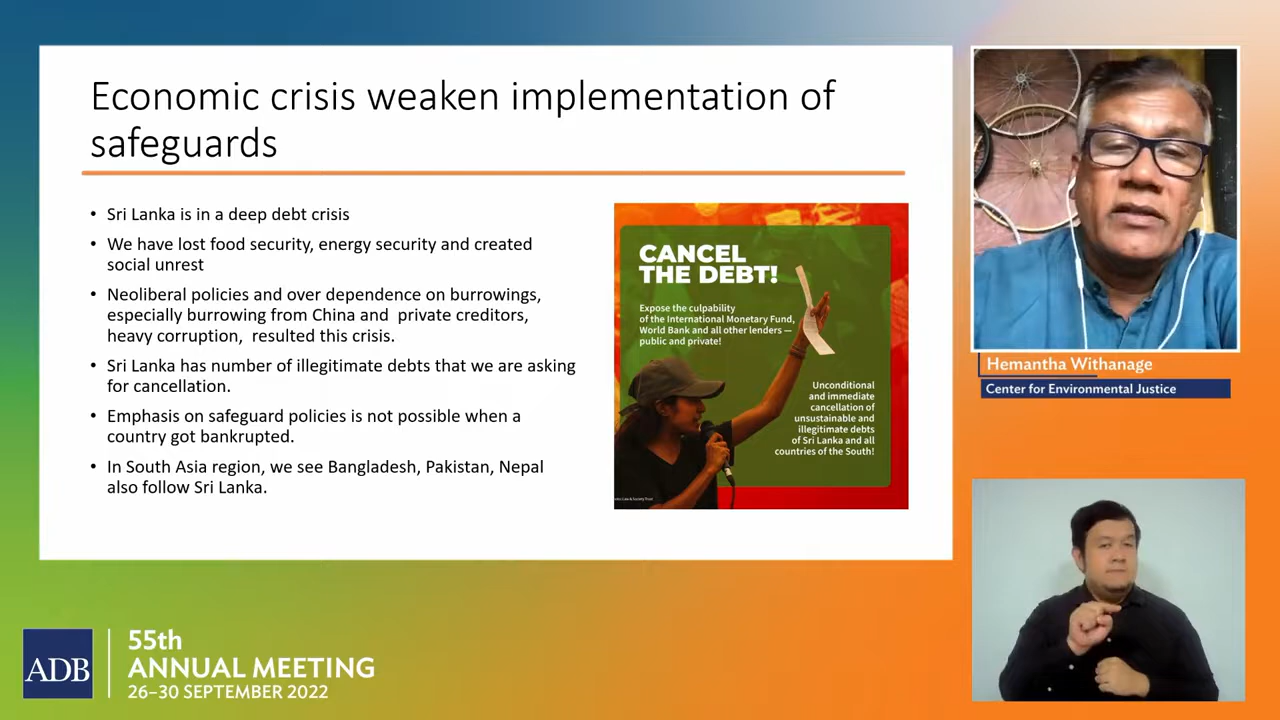 Economic crisis weaken implementation of
safeguards
• Sri Lanka is in a deep debt crisis
• We have lost food security, energy security and created
social unrest
• Neoliberal policies and over dependence on burrowings,
especially burrowing from China and private creditors,
heavy corruption, resulted this crisis.
• Sri Lanka has number of illegitimate debts that we are asking
for cancellation.
• Emphasis on safeguard policies is not possible when a
country got bankrupted.
• In South Asia region, we see Bangladesh, Pakistan, Nepal
also follow Sri Lanka.
CANCEL
THE DEBT!
Expose the culpability
of the International Monetary Fund,
World Bank and all other lenders —
public and private!
Unconditional
and immediate
cancellation of
unsustainable and
illegitimate debts
of Sri Lanka and all
countries of the South!
Hemantha Withanage
Center for Environmental Justice
ADB
55th
ANNUAL MEETING
26–30 SEPTEMBER 2022